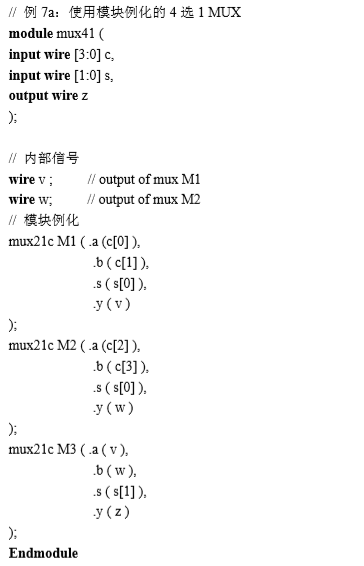 // 例 7a：使用模块例化的 4 选 1 MUX
module mux41 (
input wire [3:0] c,
input wire [1:0] s,
output wire z
);
// 内部信号
wire v ; // output of mux M1
wire w; // output of mux M2
// 模块例化
mux21c M1 ( .a (c[0] ),
.b ( c[1] ),
.s ( s[0] ),
.y ( v )
);
mux21c M2 ( .a (c[2] ),
.b ( c[3] ),
.s ( s[0] ),
.y ( w )
);
mux21c M3 ( .a ( v ),
.b ( w ),
.s ( s[1] ),
.y ( z )
);
Endmodule